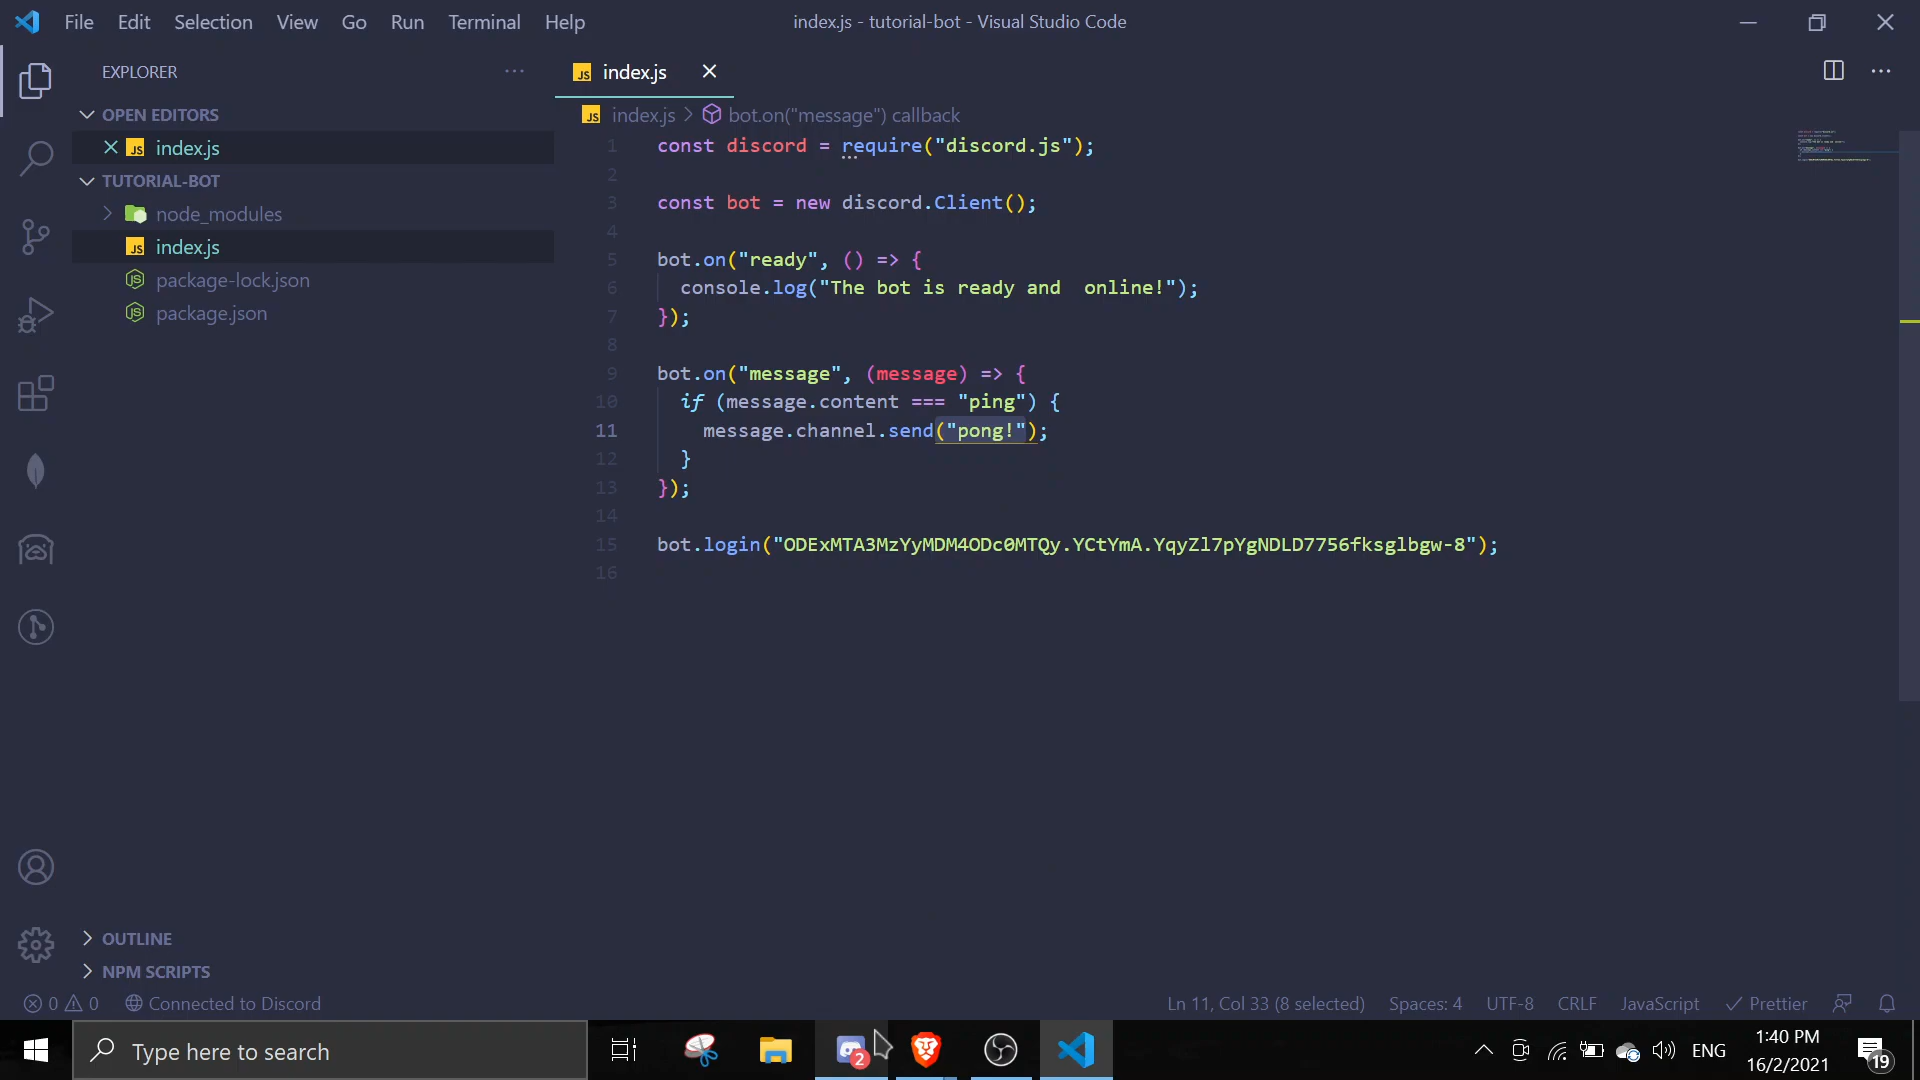 File Edit Selection View Go Run Terminal Help
index.js - tutorial-bot - Visual Studio Code
EXPLORER
OPEN EDITORS
index.js
TUTORIAL-BOT
node_modules
index.js
package-lock.json
package.json
OUTLINE
NPM SCRIPTS
index.js
index.js > bot.on("message") callback
1 const discord = require("discord.js");
2
3 const bot = new discord.Client();
4
5 bot.on("ready", () => {
6 console.log("The bot is ready and  online!");
7 });
8
9 bot.on("message", (message) => {
10 if (message.content === "ping") {
11 message.channel.send("pong!");
12 }
13 });
14
15 bot.login("ODExMTA3MzYyMDM4ODc0MTQy.YCtYmA.YqyZl7pYgNDLD7756fksglbgw-8");
16
0 0 Connected to Discord
Ln 11, Col 33 (8 selected) Spaces: 4 UTF-8 CRLF JavaScript Prettier
Type here to search
2
ENG
1:40 PM
16/2/2021
19